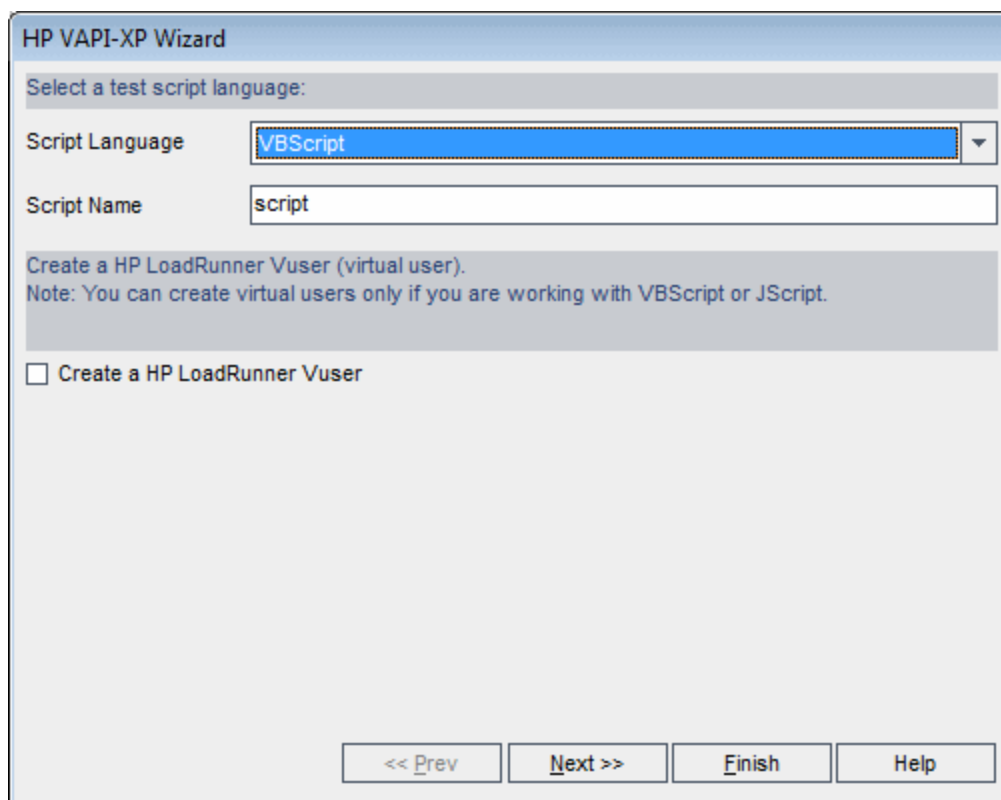 HP VAPI-XP Wizard
Select a test script language:
Script Language
VBScript
Script Name
script
Create a HP LoadRunner Vuser (virtual user).
Note: You can create virtual users only if you are working with VBScript or JScript.
Create a HP LoadRunner Vuser
<< Prev
Next >>
Finish
Help